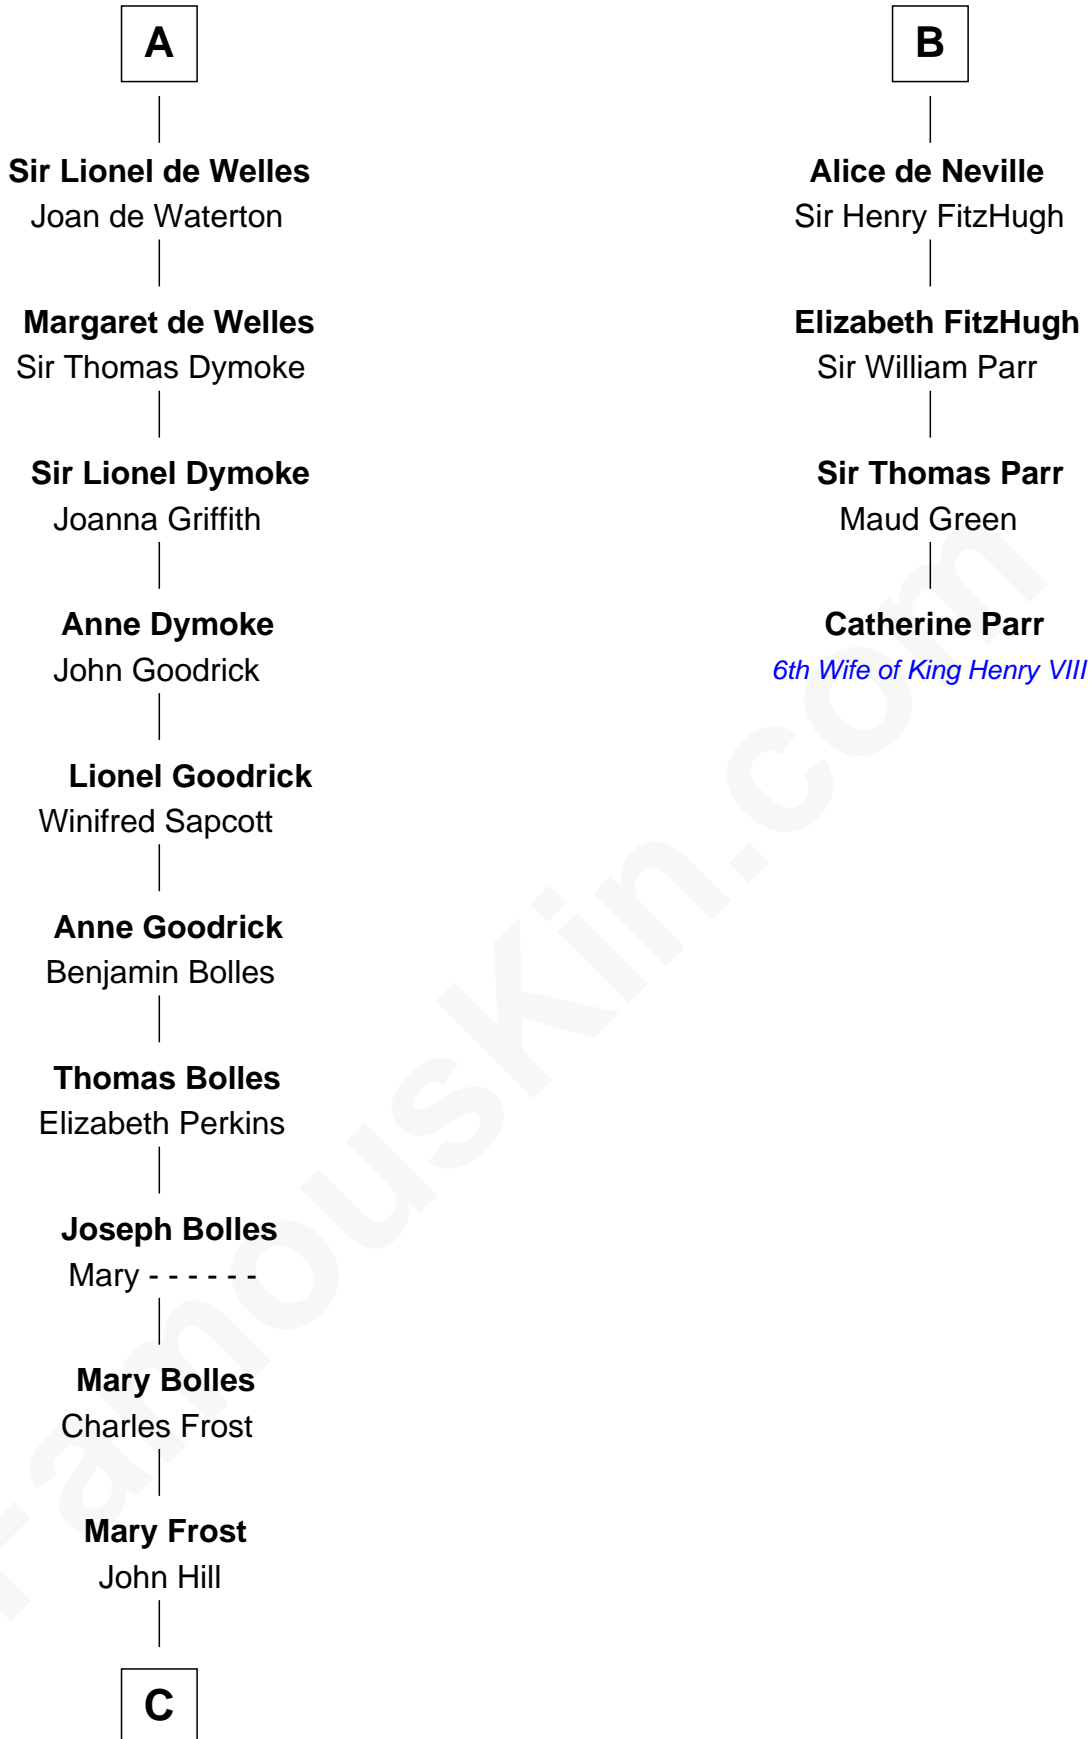 A
Sir Lionel de Welles
Joan de Waterton
Margaret de Welles
Sir Thomas Dymoke
Sir Lionel Dymoke
Joanna Griffith
Anne Dymoke
John Goodrick
Lionel Goodrick
Winifred Sapcott
Anne Goodrick
Benjamin Bolles
Thomas Bolles
Elizabeth Perkins
Joseph Bolles
Mary - - - - - -
Mary Bolles
Charles Frost
Mary Frost
John Hill
C
B
Alice de Neville
Sir Henry FitzHugh
Elizabeth FitzHugh
Sir William Parr
Sir Thomas Parr
Maud Green
Catherine Parr
6th Wife of King Henry VIII
FamousKin.com